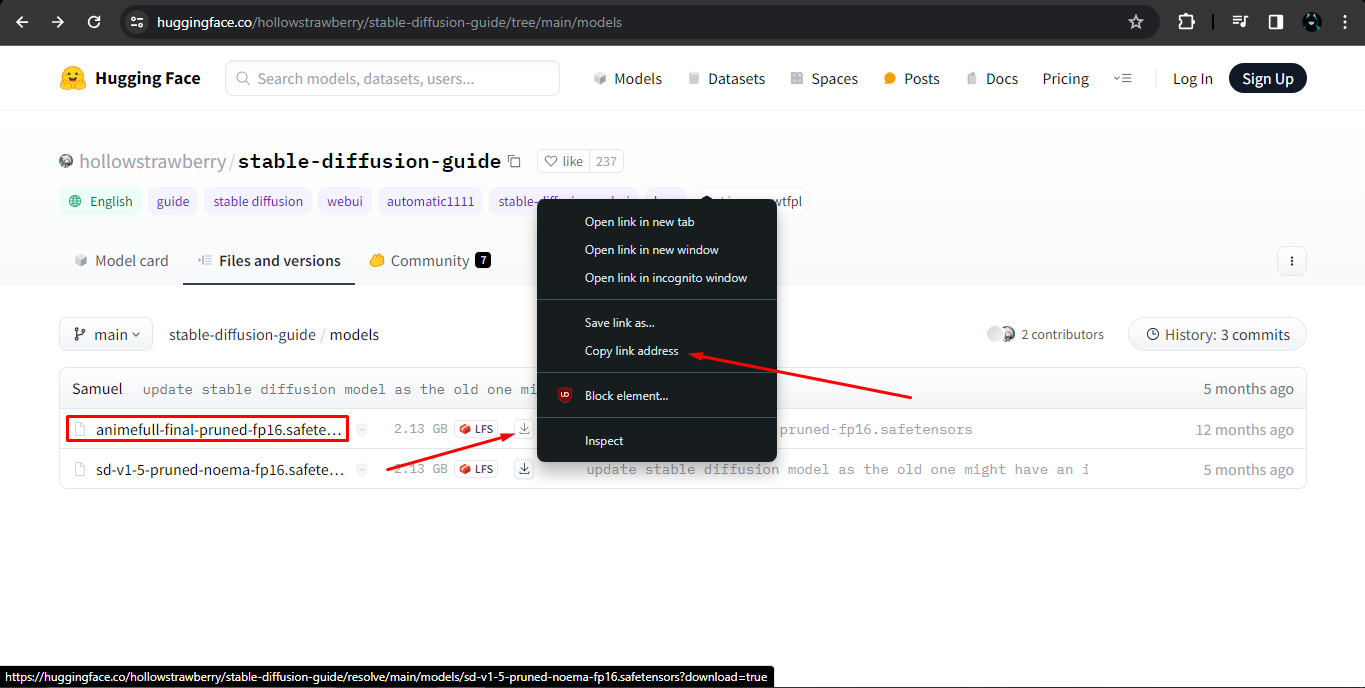 huggingface.co/hollowstrawberry/stable-diffusion-guide/tree/main/models
Hugging Face
Search models, datasets, users...
Models
Datasets
Spaces
Posts
Docs
Pricing
Log In
Sign Up
hollowstrawberry/stable-diffusion-guide
like
237
English
guide
stable diffusion
webui
automatic1111
wtfpl
Model card
Files and versions
Community
7
Open link in new tab
Open link in new window
Open link in incognito window
Save link as...
Copy link address
UO
Block element...
Inspect
main
stable-diffusion-guide / models
2 contributors
History: 3 commits
Samuel
update stable diffusion model as the old one
5 months ago
animefull-final-pruned-fp16.safete...
2.13 GB
LFS
pruned-fp16.safetensors
12 months ago
sd-v1-5-pruned-noema-fp16.safete...
2.13 GB
LFS
update stable diffusion model as the old one might have an i
5 months ago
https://huggingface.co/hollowstrawberry/stable-diffusion-guide/resolve/main/models/sd-v1-5-pruned-noema-fp16.safetensors?download=true